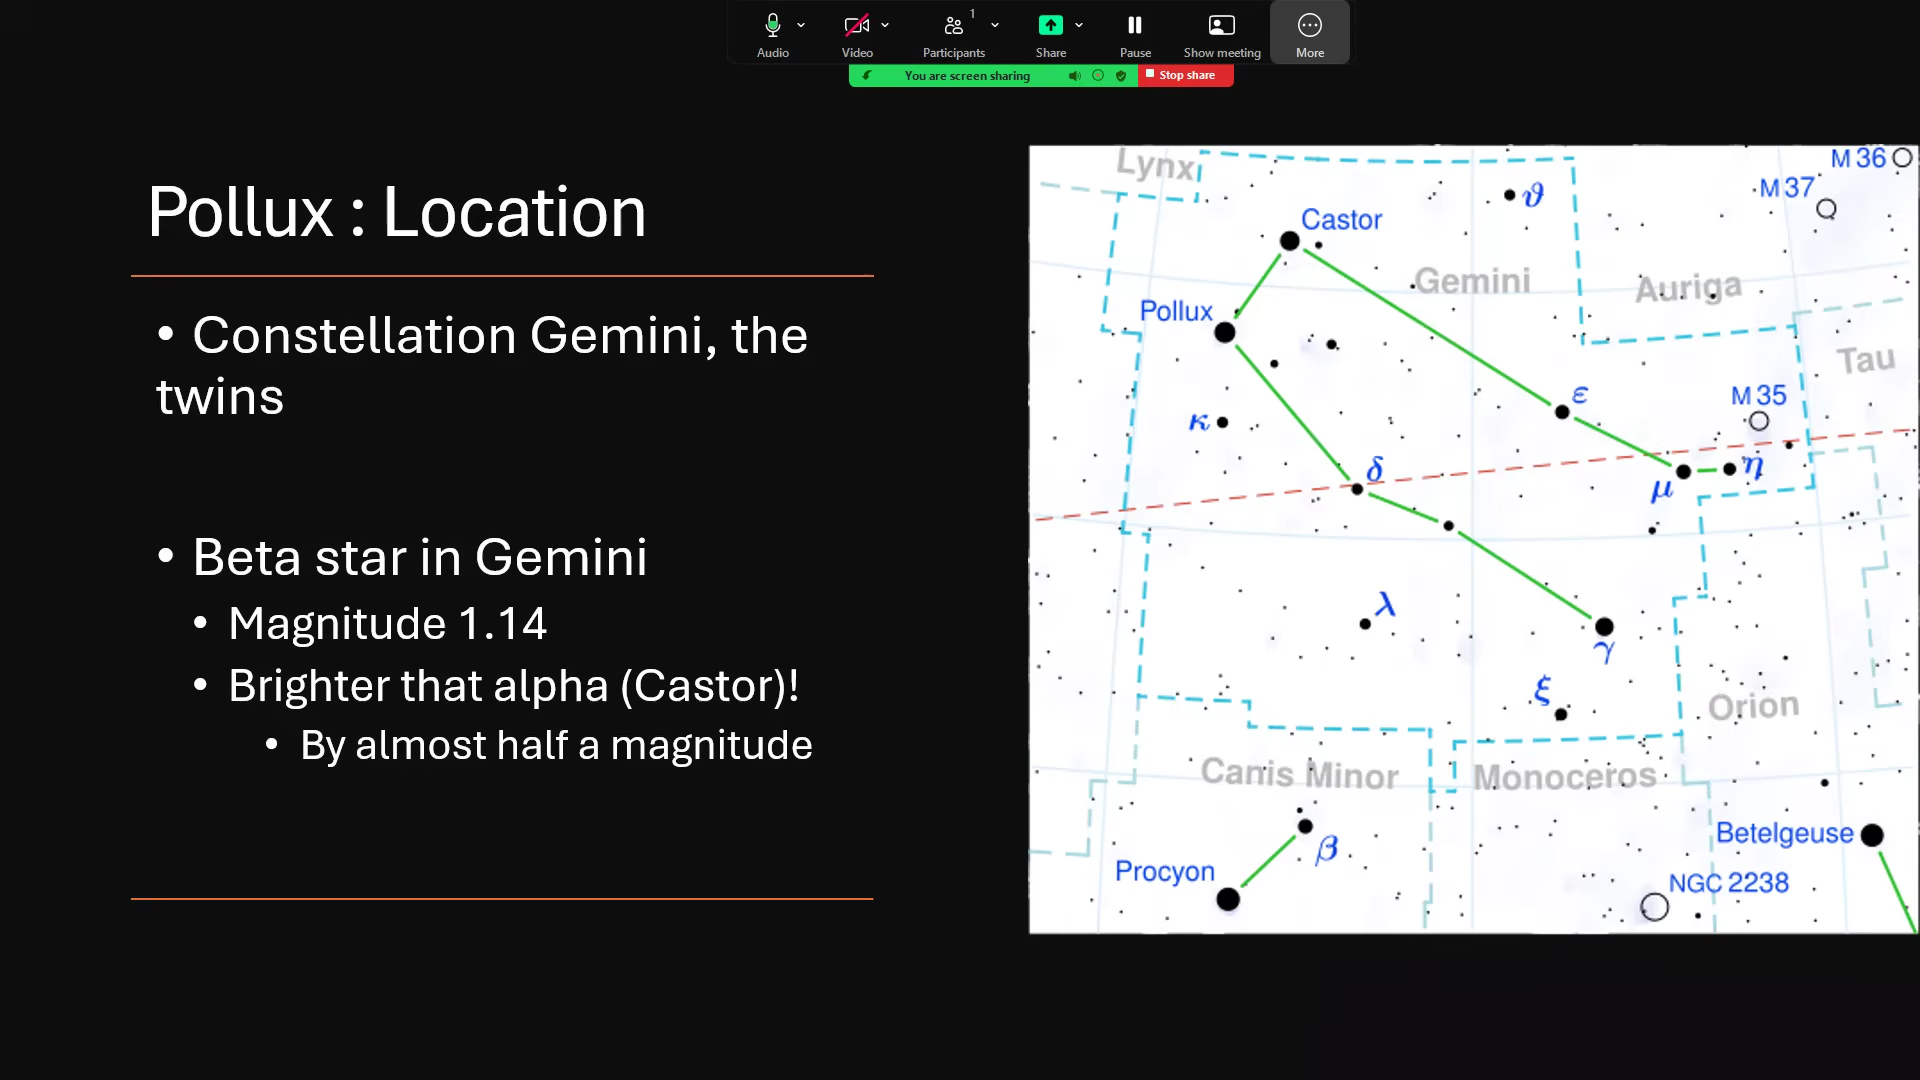 1
Audio
Video
Participants
Share
Pause
Show meeting
More
You are screen sharing
Stop share
Pollux : Location
• Constellation Gemini, the
twins
• Beta star in Gemini
• Magnitude 1.14
• Brighter that alpha (Castor)!
• By almost half a magnitude
Lynx
M 36
M 37
ϑ
Castor
Gemini
Auriga
Pollux
Tau
ε
M 35
κ
δ
η
μ
λ
γ
ξ
Orion
Canis Minor
Monoceros
Betelgeuse
β
Procyon
NGC 2238